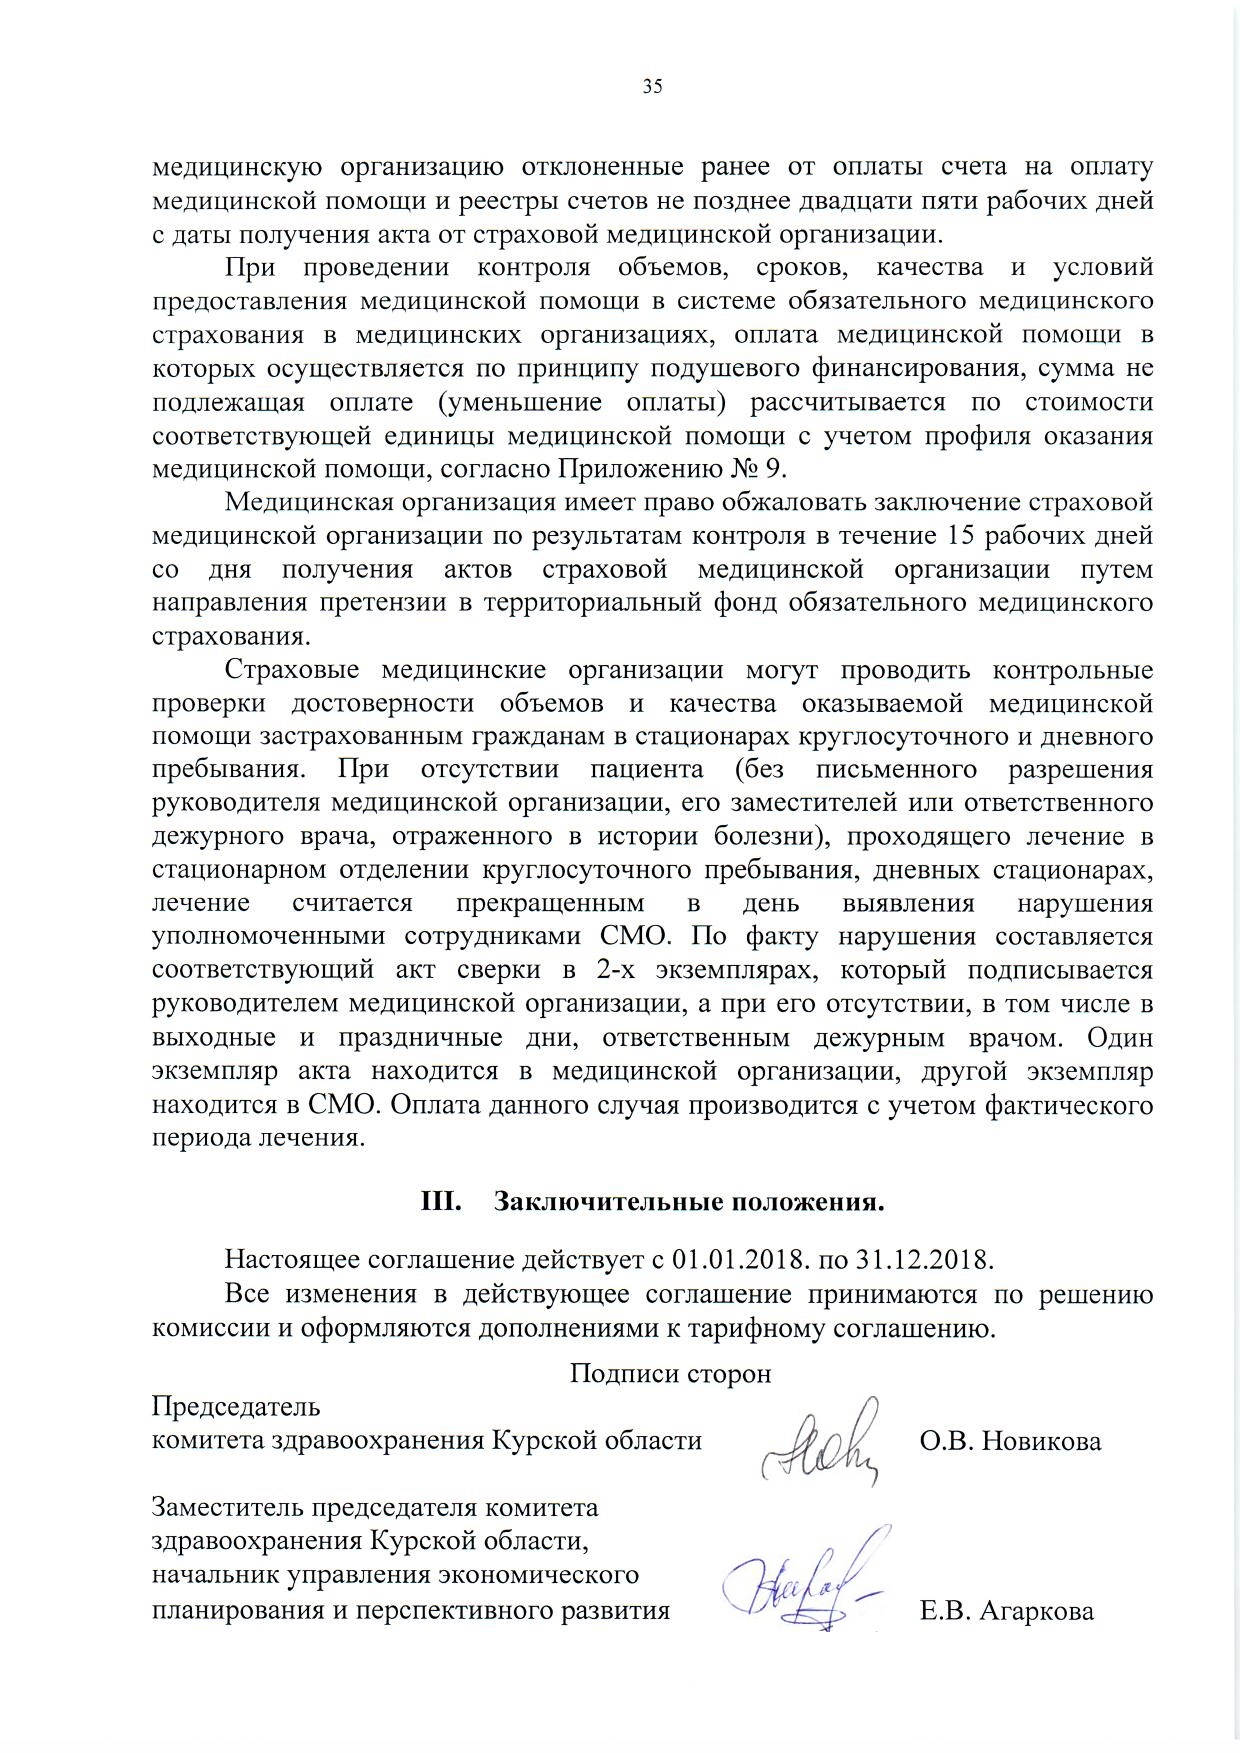 35
медицинскую организацию отклоненные ранее от оплаты счета на оплату
медицинской помощи и реестры счетов не позднее двадцати пяти рабочих дней
с даты получения акта от страховой медицинской организации.
При проведении контроля объемов, сроков, качества и условий
предоставления медицинской помощи в системе обязательного медицинского
страхования в медицинских организациях, оплата медицинской помощи в
которых осуществляется по принципу подушевого финансирования, сумма не
подлежащая оплате (уменьшение оплаты) рассчитывается по стоимости
соответствующей единицы медицинской помощи с учетом профиля оказания
медицинской помощи, согласно Приложению № 9.
Медицинская организация имеет право обжаловать заключение страховой
медицинской организации по результатам контроля в течение 15 рабочих дней
со дня получения актов страховой медицинской организации путем
направления претензии в территориальный фонд обязательного медицинского
страхования.
Страховые медицинские организации могут проводить контрольные
проверки достоверности объемов и качества оказываемой медицинской
помощи застрахованным гражданам в стационарах круглосуточного и дневного
пребывания. При отсутствии пациента (без письменного разрешения
руководителя медицинской организации, его заместителей или ответственного
дежурного врача, отраженного в истории болезни), проходящего лечение в
стационарном отделении круглосуточного пребывания, дневных стационарах,
лечение считается прекращенным в день выявления нарушения
уполномоченными сотрудниками СМО. По факту нарушения составляется
соответствующий акт сверки в 2-х экземплярах, который подписывается
руководителем медицинской организации, а при его отсутствии, в том числе в
выходные и праздничные дни, ответственным дежурным врачом. Один
экземпляр акта находится в медицинской организации, другой экземпляр
находится в СМО. Оплата данного случая производится с учетом фактического
периода лечения.
III. Заключительные положения.
Настоящее соглашение действует с 01.01.2018. по 31.12.2018.
Все изменения в действующее соглашение принимаются по решению
комиссии и оформляются дополнениями к тарифному соглашению.
Подписи сторон
Председатель
комитета здравоохранения Курской области О.В. Новикова
Заместитель председателя комитета
здравоохранения Курской области,
начальник управления экономического
планирования и перспективного развития Е.В. Агаркова